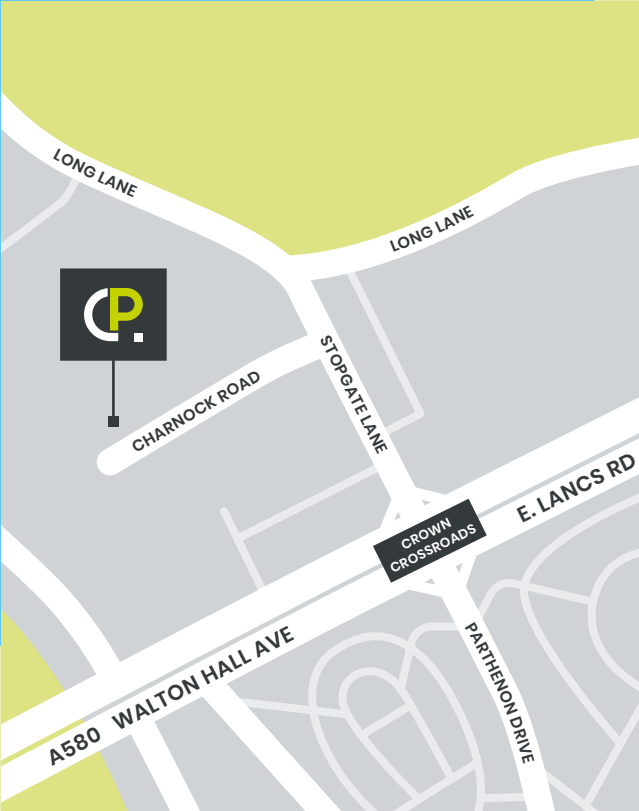 LONG LANE
LONG LANE
CP.
STOPGATE LANE
CHARNOCK ROAD
E. LANCS RD
CROWN
CROSSROADS
PARTHENON DRIVE
A580 WALTON HALL AVE